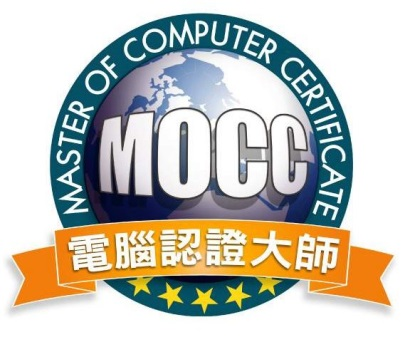 MASTER OF COMPUTER CERTIFICATE
MOCC
電腦認證大師